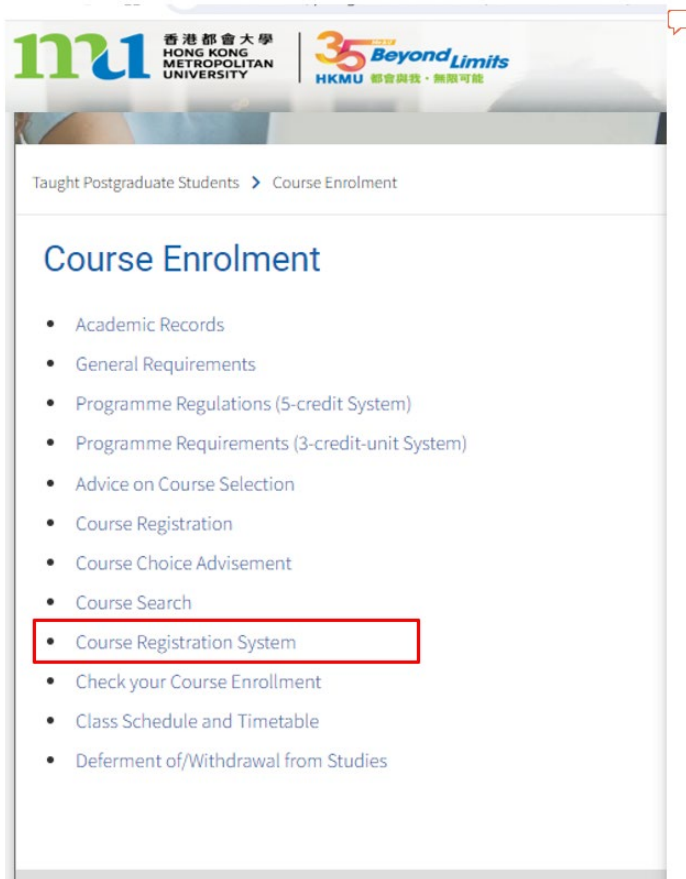 香港都會大學
HONG KONG
METROPOLITAN
UNIVERSITY
35
Beyond Limits
HKMU 都會與我·無限可能
Taught Postgraduate Students > Course Enrolment
Course Enrolment
• Academic Records
• General Requirements
• Programme Regulations (5-credit System)
• Programme Requirements (3-credit-unit System)
• Advice on Course Selection
• Course Registration
• Course Choice Advisement
• Course Search
• Course Registration System
• Check your Course Enrollment
• Class Schedule and Timetable
• Deferment of/Withdrawal from Studies